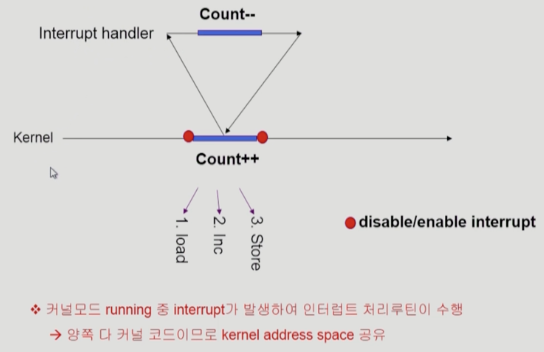 Count--
Interrupt handler
Kernel
Count++
1. load
2. Inc
3. Store
disable/enable interrupt
❖ 커널모드 running 중 interrupt가 발생하여 인터럽트 처리루틴이 수행
→ 양쪽 다 커널 코드이므로 kernel address space 공유